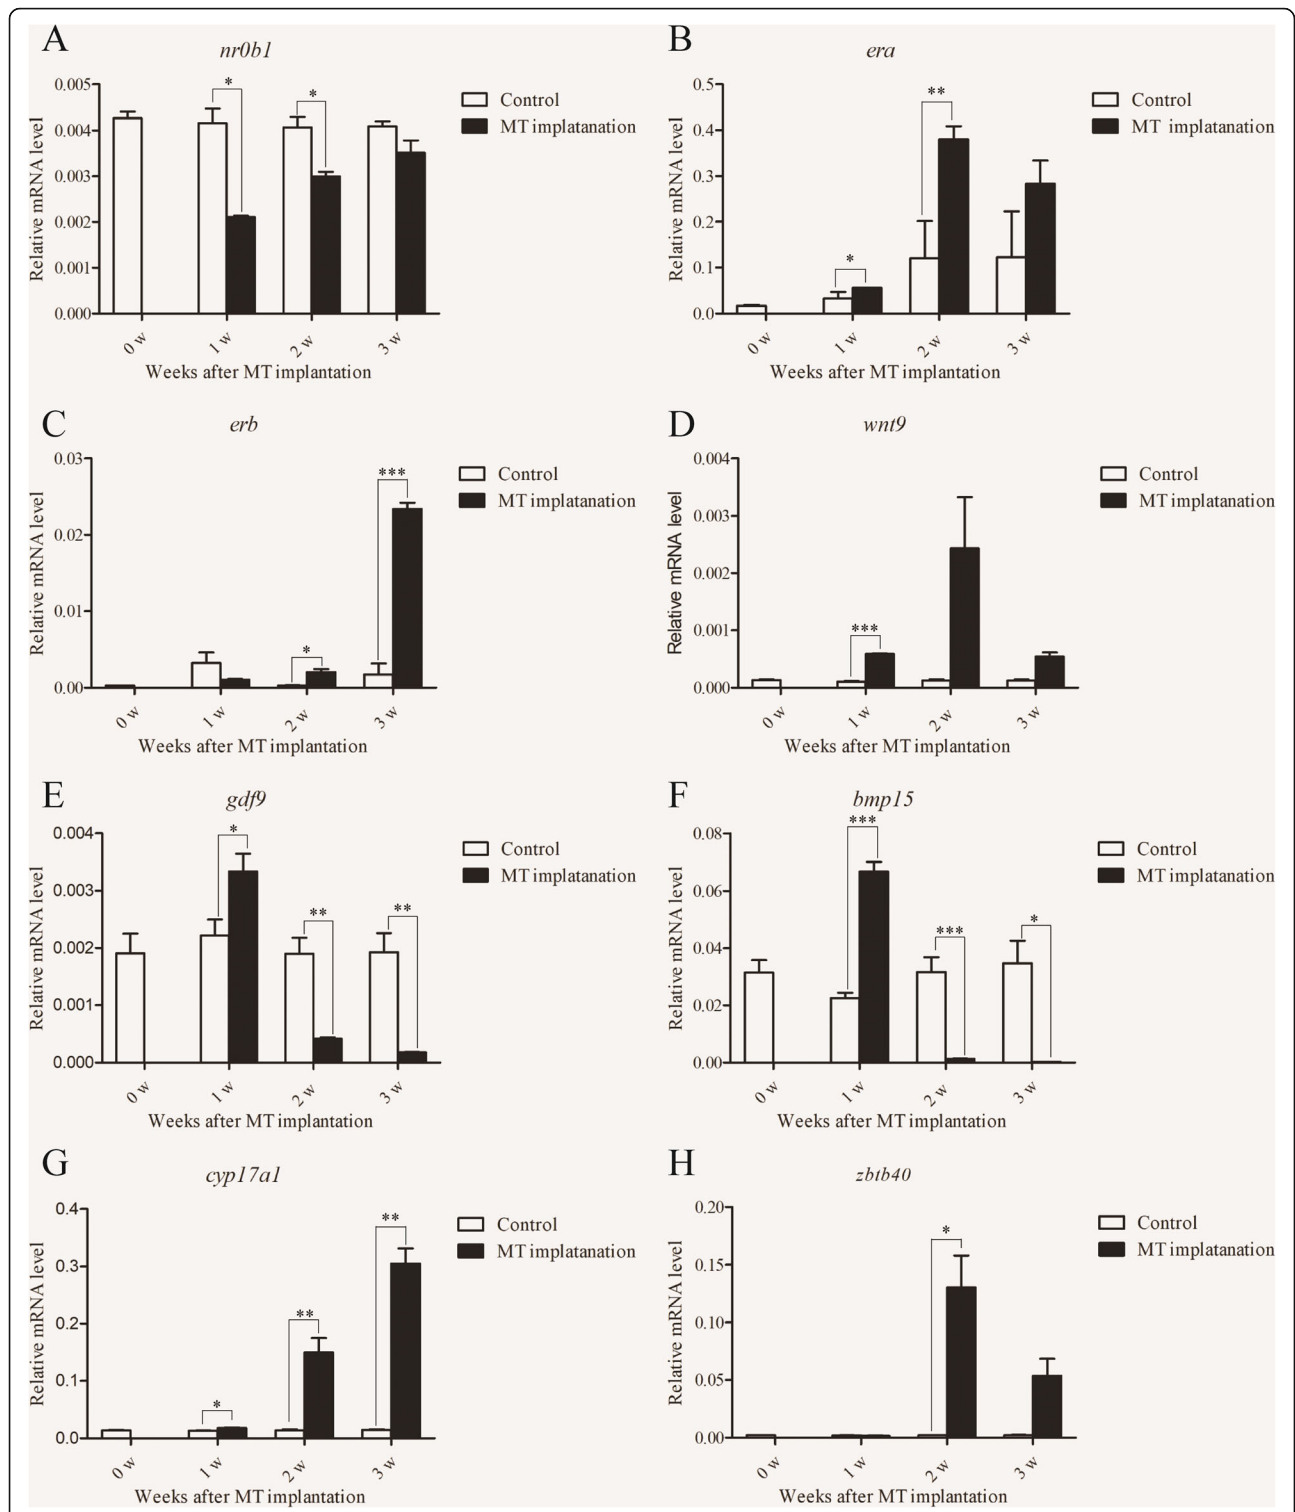 A
nr0b1
*
*
0.005
0.004
0.003
0.002
0.001
0.000
Relative mRNA level
0 w
1 w
2 w
3 w
Weeks after MT implantation
Control
MT implatanation
B
era
*
**
0.5
0.4
0.3
0.2
0.1
0.0
Relative mRNA level
0 w
1 w
2 w
3 w
Weeks after MT implantation
Control
MT implatanation
C
erb
*
***
0.03
0.02
0.01
0.00
Relative mRNA level
0 w
1 w
2 w
3 w
Weeks after MT implantation
Control
MT implatanation
D
wnt9
***
0.004
0.003
0.002
0.001
0.000
Relative mRNA level
0 w
1 w
2 w
3 w
Weeks after MT implantation
Control
MT implatanation
E
gdf9
*
**
**
0.004
0.003
0.002
0.001
0.000
Relative mRNA level
0 w
1 w
2 w
3 w
Weeks after MT implantation
Control
MT implatanation
F
bmp15
***
***
*
0.08
0.06
0.04
0.02
0.00
Relative mRNA level
0 w
1 w
2 w
3 w
Weeks after MT implantation
Control
MT implatanation
G
cyp17a1
*
**
**
0.4
0.3
0.2
0.1
0.0
Relative mRNA level
0 w
1 w
2 w
3 w
Weeks after MT implantation
Control
MT implatanation
H
zbtb40
*
0.20
0.15
0.10
0.05
0.00
Relative mRNA level
0 w
1 w
2 w
3 w
Weeks after MT implantation
Control
MT implatanation